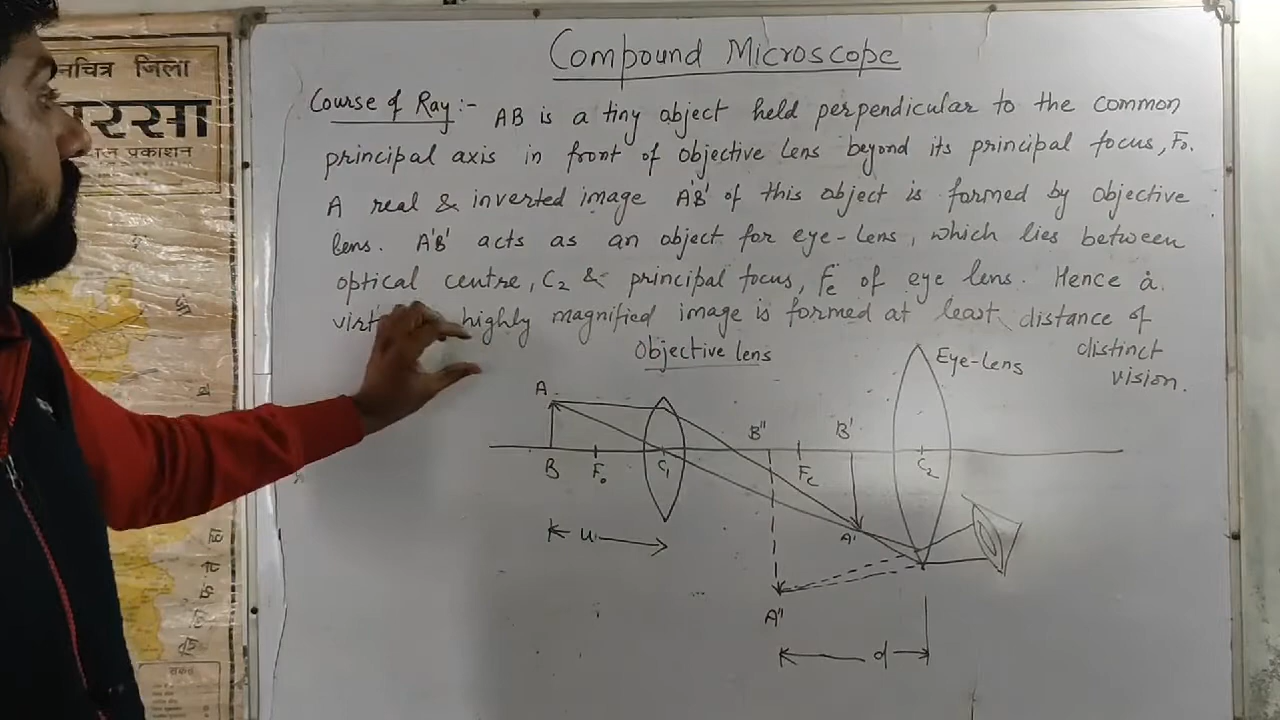 Compound Microscope
Course of Ray :- AB is a tiny object held perpendicular to the common
principal axis in front of objective lens beyond its principal focus, Fo.
A real & inverted image A'B' of this object is formed by objective
lens. A'B' acts as an object for eye-lens, which lies between
optical centre, C2 & principal focus, Fe of eye lens. Hence a
highly magnified image is formed at least distance of
distinct
vision.
Objective lens
Eye-Lens
A
B'' B'
B Fo C1 Fe C2
u
A'
A''
d
नचित्र जिला
रसा
प्रकाशन